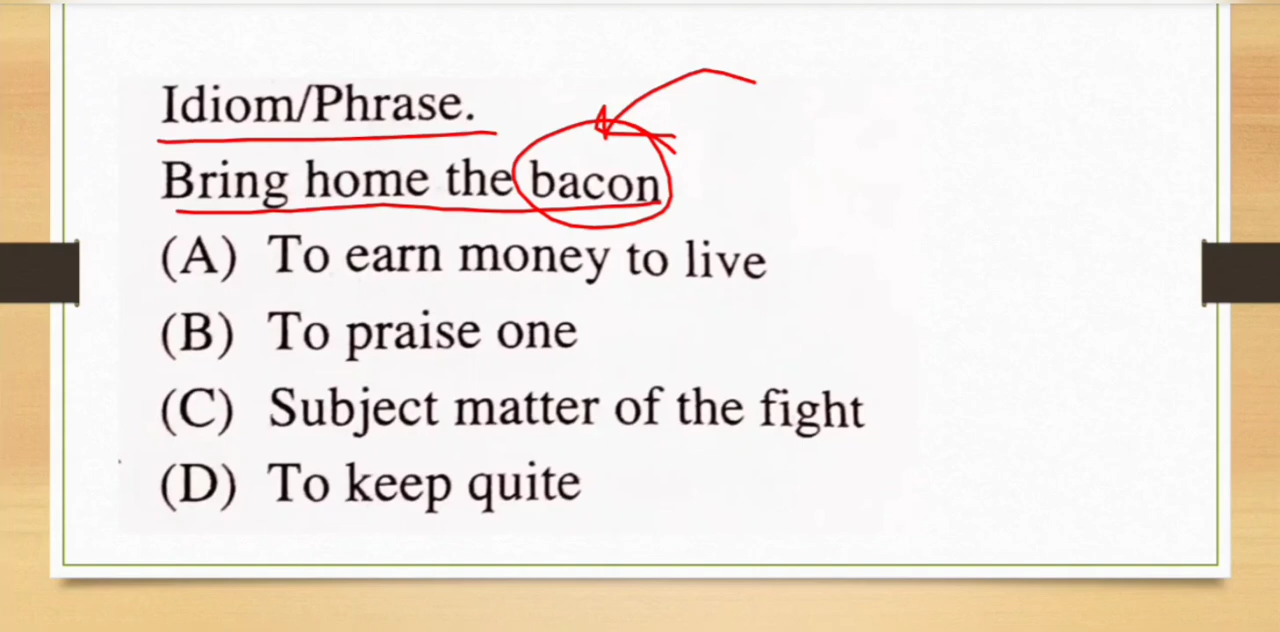 Idiom/Phrase.
Bring home the bacon
(A) To earn money to live
(B) To praise one
(C) Subject matter of the fight
(D) To keep quite